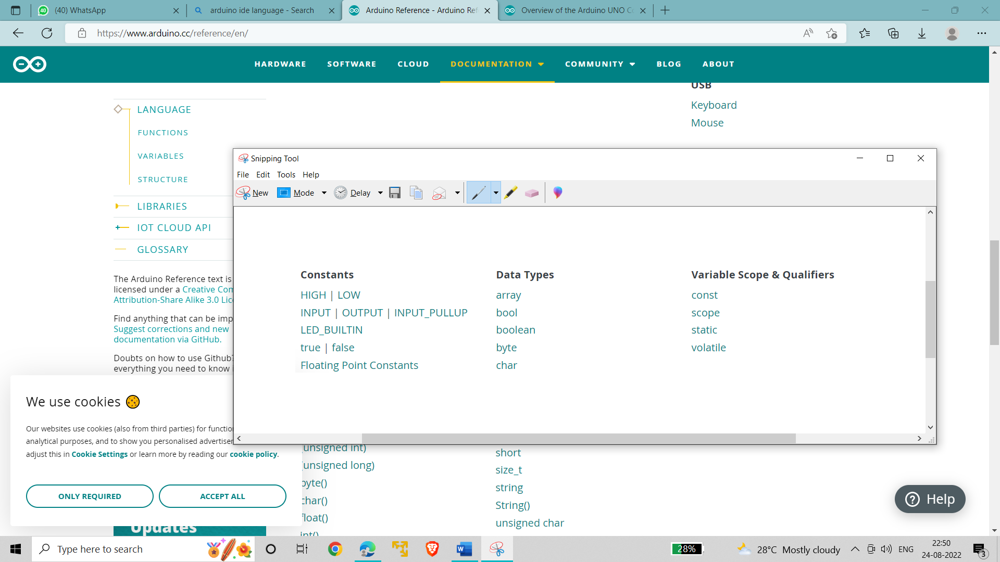 (40) WhatsApp
arduino ide language - Search
Arduino Reference - Arduino Ref
Overview of the Arduino UNO Co
https://www.arduino.cc/reference/en/
HARDWARE SOFTWARE CLOUD DOCUMENTATION COMMUNITY BLOG ABOUT
USB
Keyboard
Mouse
LANGUAGE
FUNCTIONS
VARIABLES
STRUCTURE
LIBRARIES
IOT CLOUD API
GLOSSARY
The Arduino Reference text is
licensed under a Creative Com
Attribution-Share Alike 3.0 Lic
Find anything that can be imp
Suggest corrections and new
documentation via GitHub.
Doubts on how to use Github?
everything you need to know i
Snipping Tool
File Edit Tools Help
New Mode Delay
Constants
HIGH | LOW
INPUT | OUTPUT | INPUT_PULLUP
LED_BUILTIN
true | false
Floating Point Constants
Data Types
array
bool
boolean
byte
char
Variable Scope & Qualifiers
const
scope
static
volatile
We use cookies
Our websites use cookies (also from third parties) for function
analytical purposes, and to show you personalised advertisem
adjust this in Cookie Settings or learn more by reading our cookie policy.
ONLY REQUIRED
ACCEPT ALL
Updates
(unsigned int)
(unsigned long)
byte()
char()
float()
int()
short
size_t
string
String()
unsigned char
Help
Type here to search
28%
28°C Mostly cloudy
ENG
22:50
24-08-2022
3